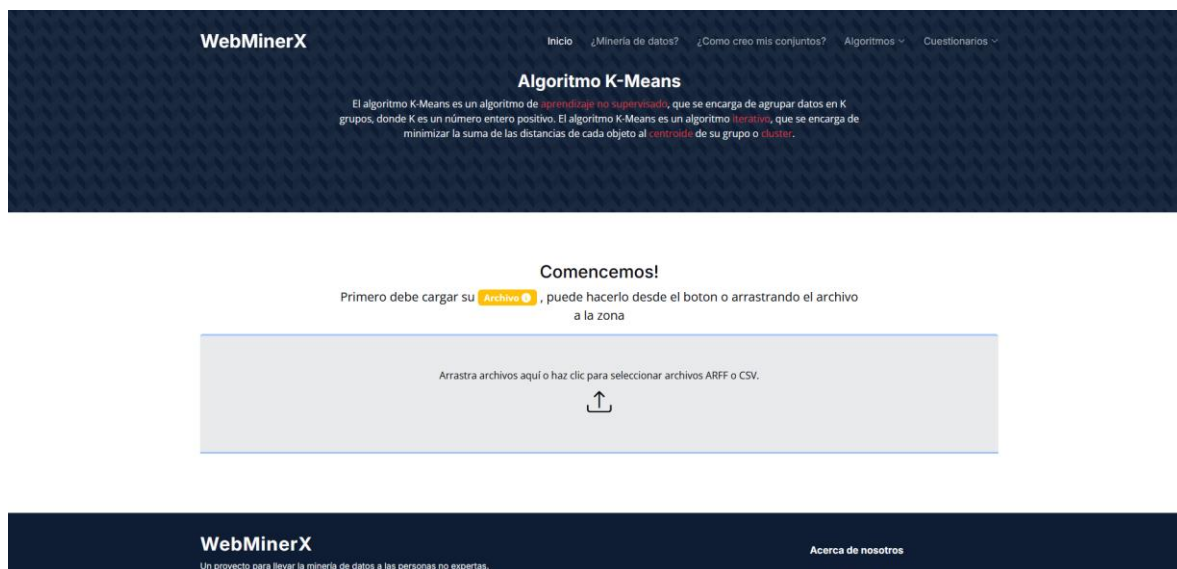 WebMinerX
Inicio ¿Minería de datos? ¿Como creo mis conjuntos? Algoritmos Cuestionarios
Algoritmo K-Means
El algoritmo K-Means es un algoritmo de aprendizaje no supervisado, que se encarga de agrupar datos en K
grupos, donde K es un número entero positivo. El algoritmo K-Means es un algoritmo iterativo, que se encarga de
minimizar la suma de las distancias de cada objeto al centroide de su grupo o cluster.
Comencemos!
Primero debe cargar su Archivo , puede hacerlo desde el boton o arrastrando el archivo
a la zona
Arrastra archivos aquí o haz clic para seleccionar archivos ARFF o CSV.
WebMinerX
Acerca de nosotros
Un proyecto para llevar la minería de datos a las personas no expertas.